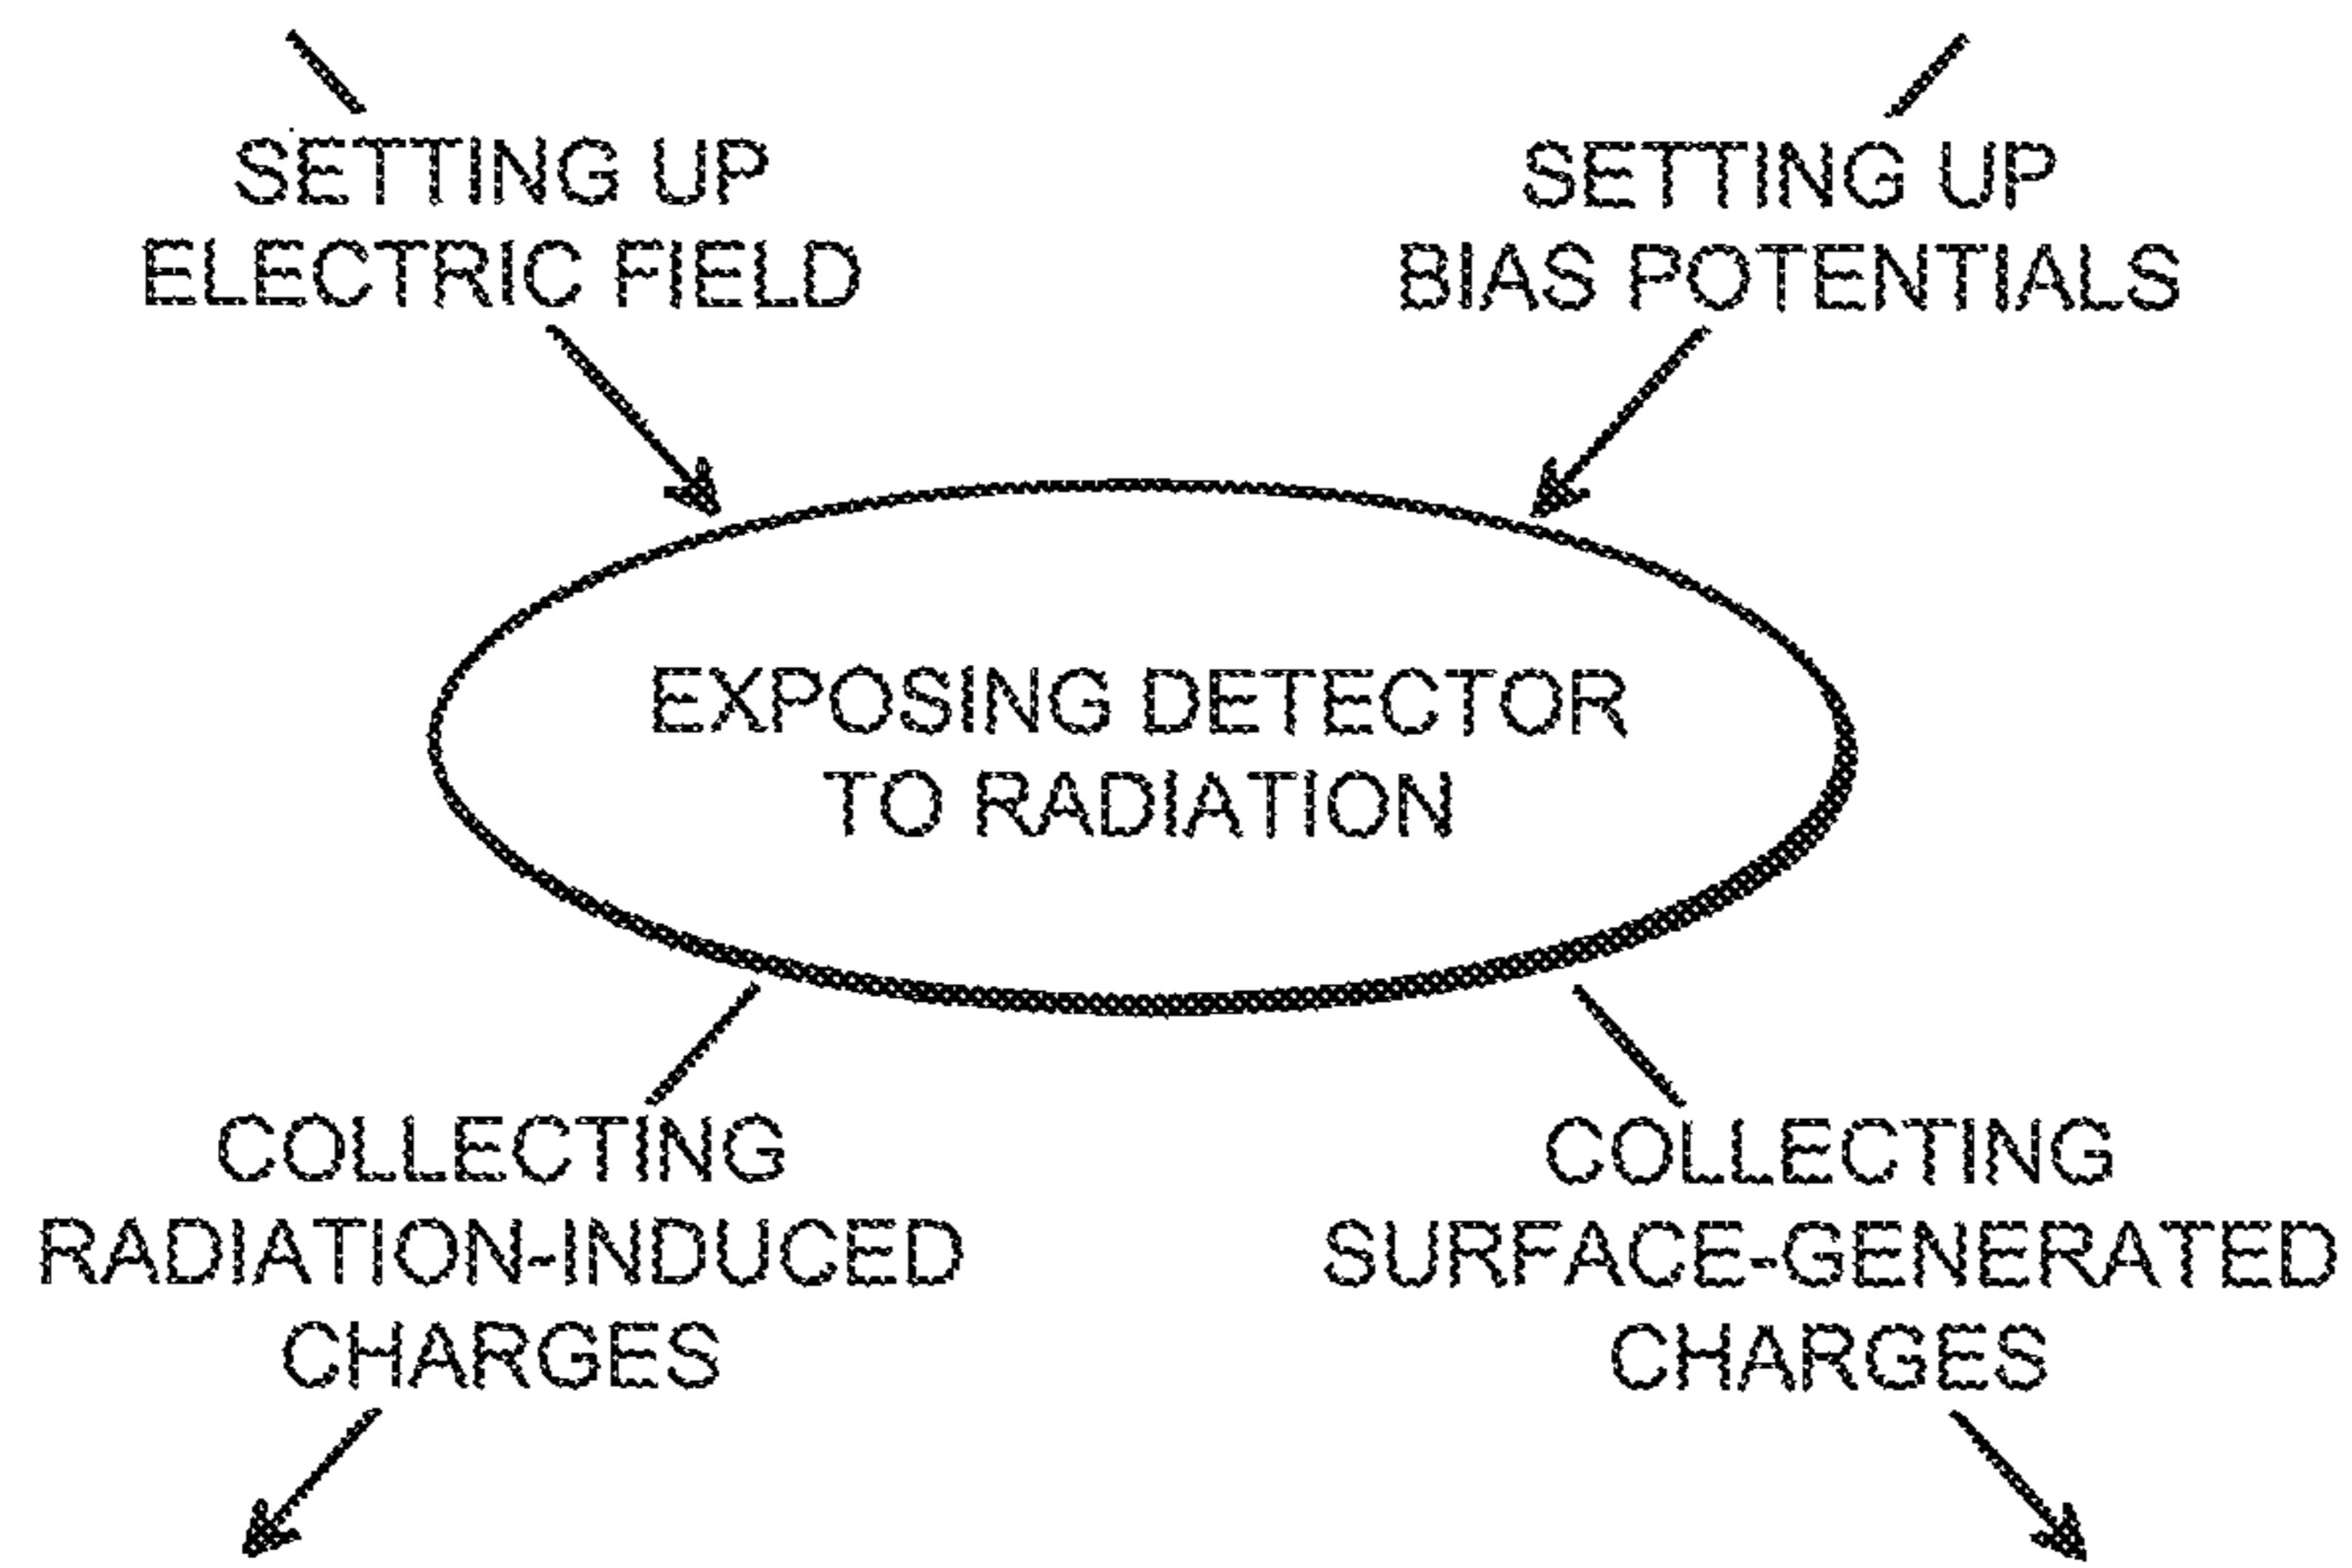 SETTING UP
ELECTRIC FIELD
SETTING UP
BIAS POTENTIALS
EXPOSING DETECTOR
TO RADIATION
COLLECTING
RADIATION-INDUCED
CHARGES
COLLECTING
SURFACE-GENERATED
CHARGES